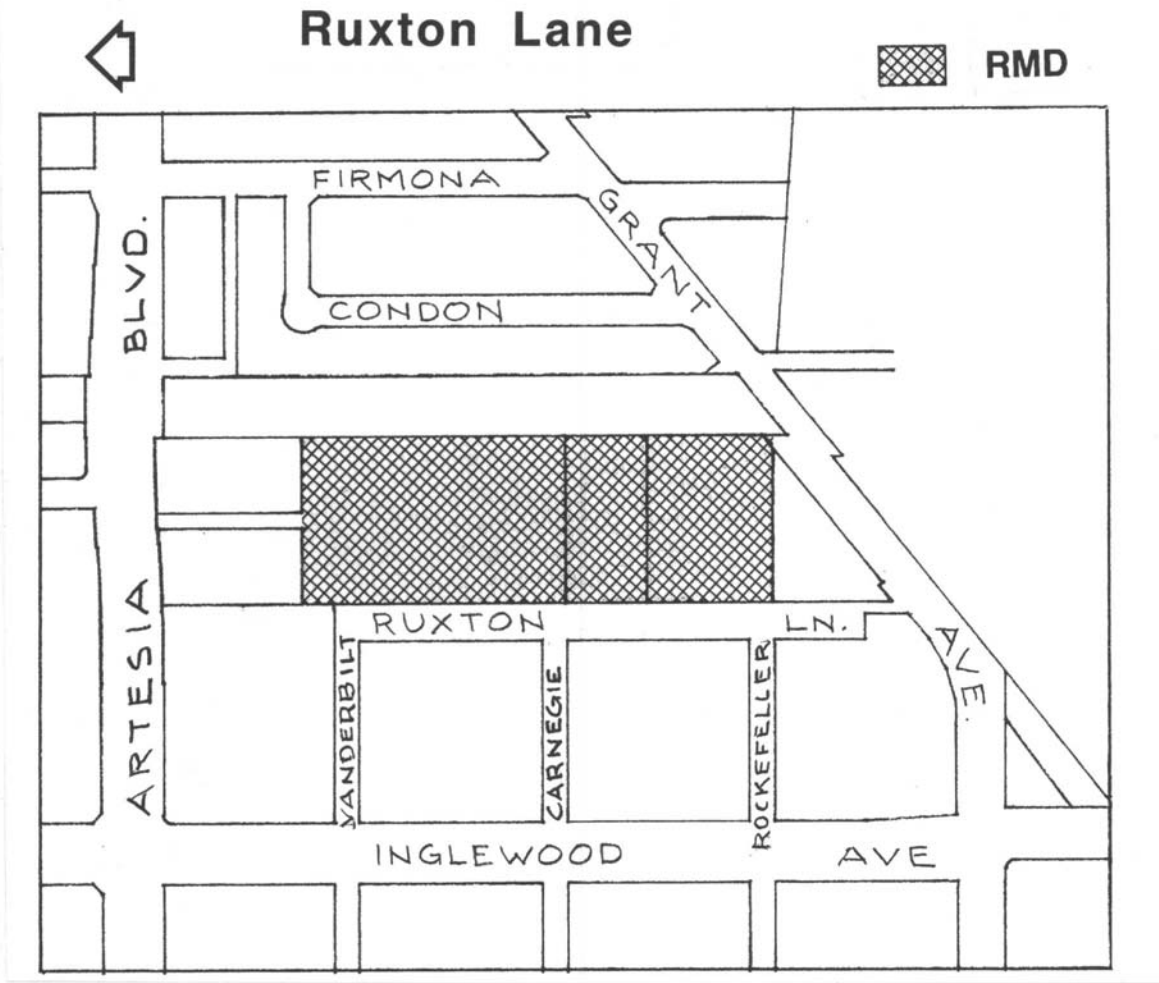 Ruxton Lane
RMD
FIRMONA
GRANT AVE.
CONDON
ARTESIA BLVD.
RUXTON LN.
VANDERBILT
CARNEGIE
ROCKEFELLER
INGLEWOOD AVE